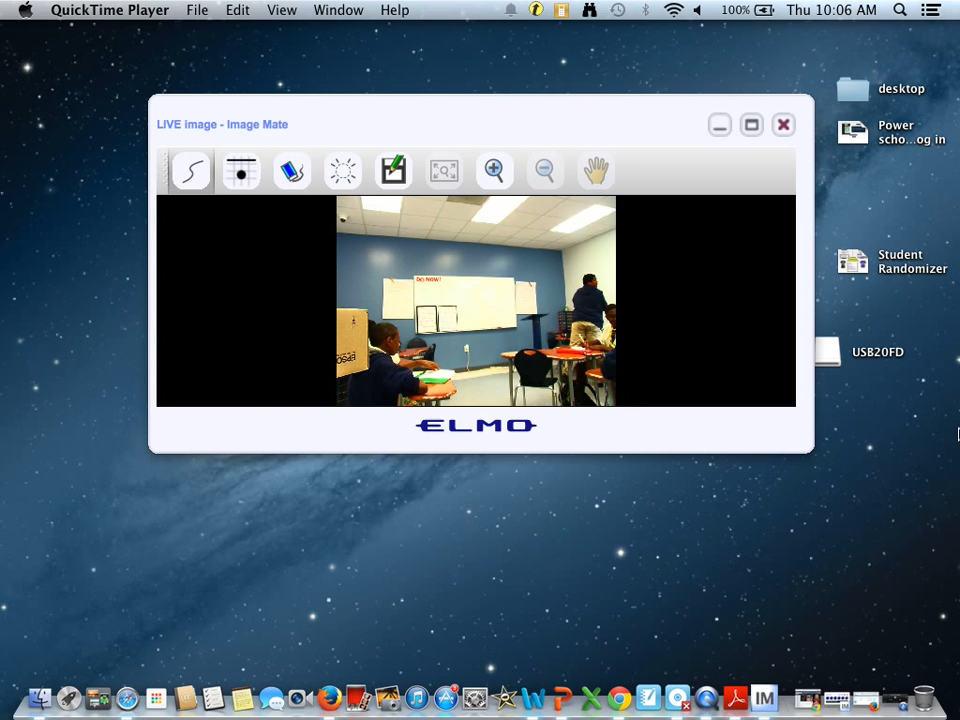 QuickTime Player File Edit View Window Help 100% Thu 10:06 AM
desktop
Power
scho...og in
LIVE image - Image Mate
DO NOW!
Student
Randomizer
USB20FD
ELMO
IM